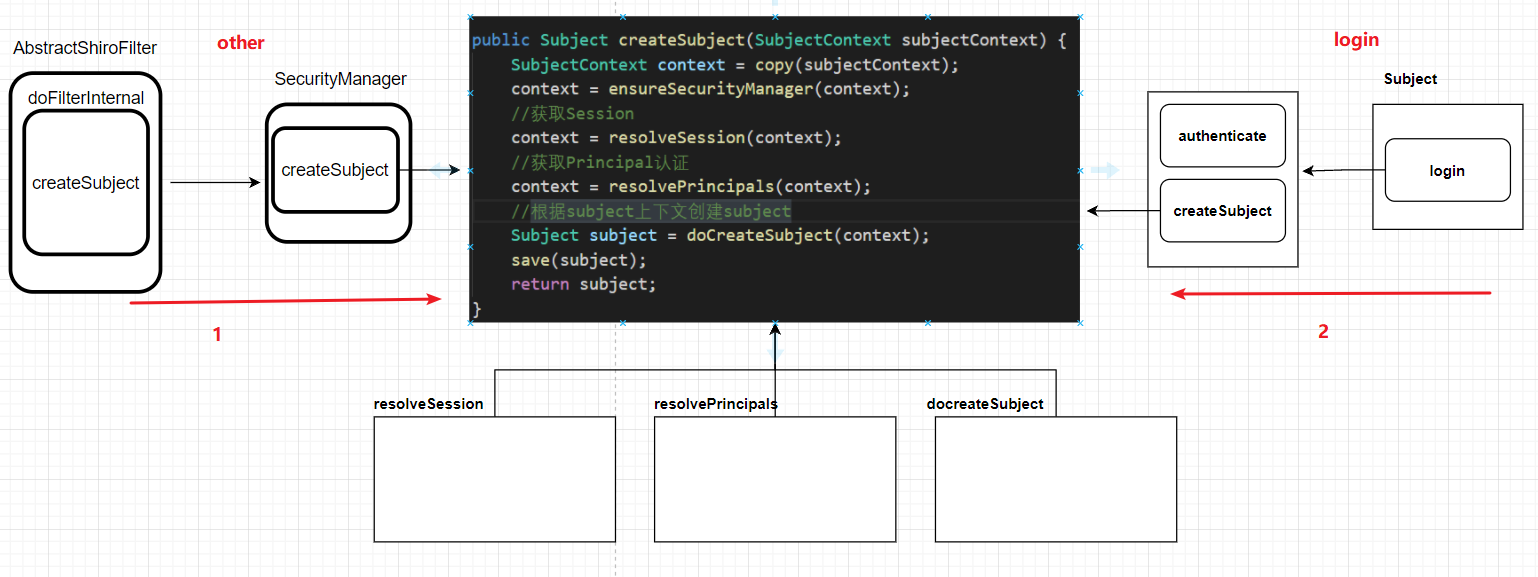 other
AbstractShiroFilter
doFilterInternal
createSubject
SecurityManager
createSubject
1
public Subject createSubject(SubjectContext subjectContext) {
SubjectContext context = copy(subjectContext);
context = ensureSecurityManager(context);
//获取Session
context = resolveSession(context);
//获取Principal认证
context = resolvePrincipals(context);
//根据subject上下文创建subject
Subject subject = doCreateSubject(context);
save(subject);
return subject;
}
login
Subject
authenticate
createSubject
login
2
resolveSession
resolvePrincipals
docreateSubject